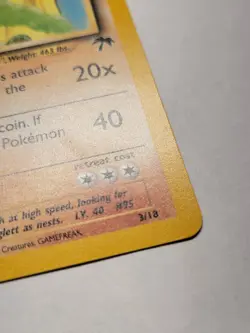 Weight: 463 lbs.
s attack
the
20x
coin. If
Pokémon
40
retreat cost
k at high speed, looking for
glett as nests. LV. 40 #85
Creatures, GAMEFREAK.
3/18